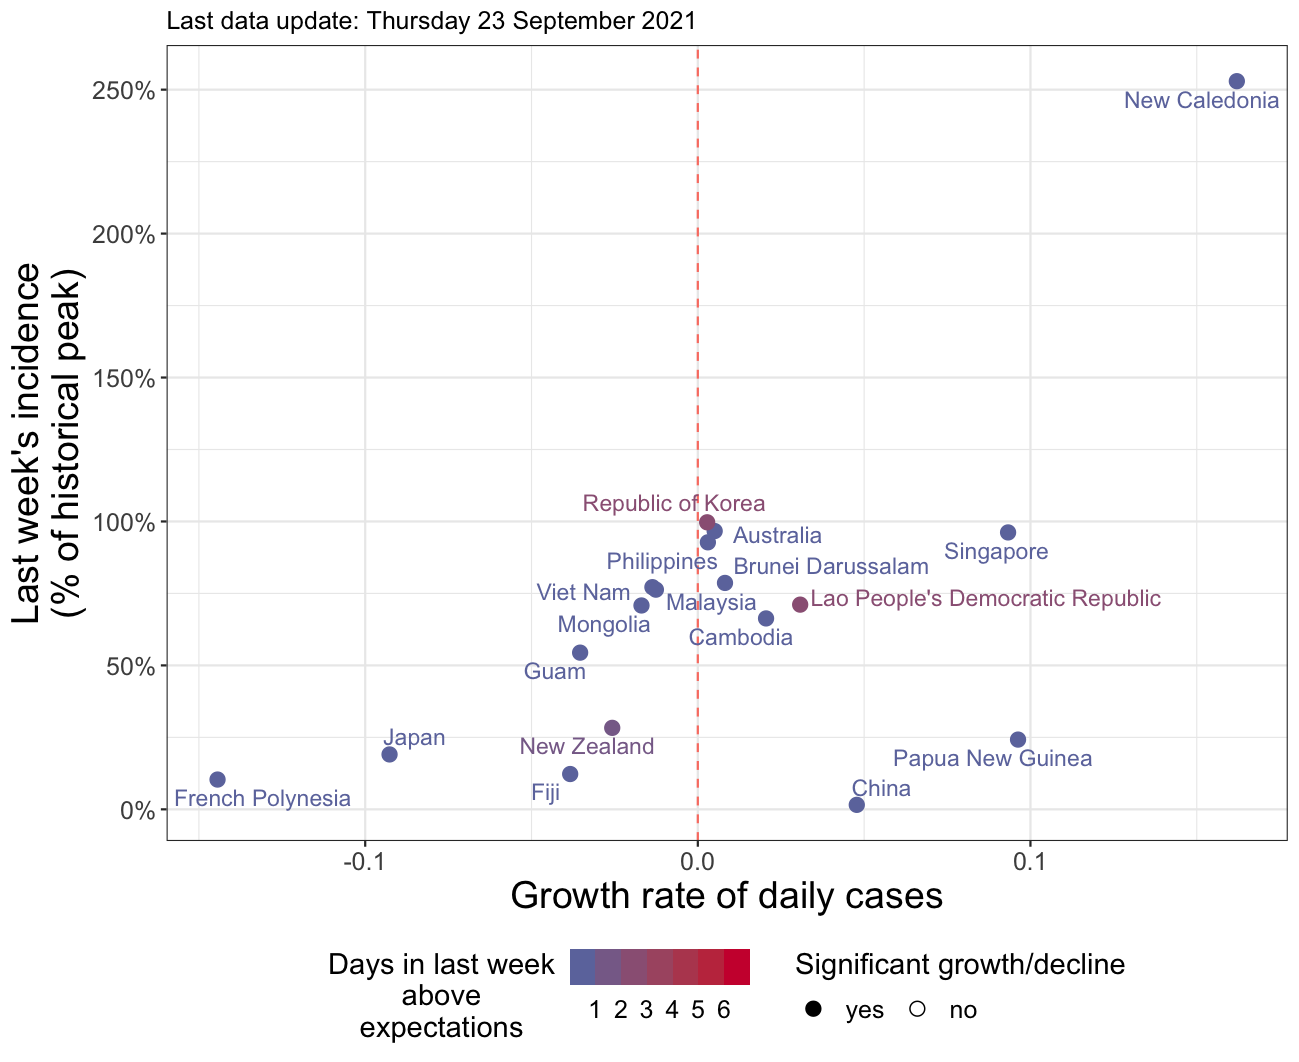 Last data update: Thursday 23 September 2021
Last week's incidence
(% of historical peak)
250%
200%
150%
100%
50%
0%
New Caledonia
Republic of Korea
Australia
Singapore
Philippines
Brunei Darussalam
Viet Nam
Malaysia
Lao People's Democratic Republic
Mongolia
Cambodia
Guam
Japan
New Zealand
Papua New Guinea
French Polynesia
Fiji
China
-0.1
0.0
0.1
Growth rate of daily cases
Days in last week
above
expectations
1 2 3 4 5 6
Significant growth/decline
yes
no